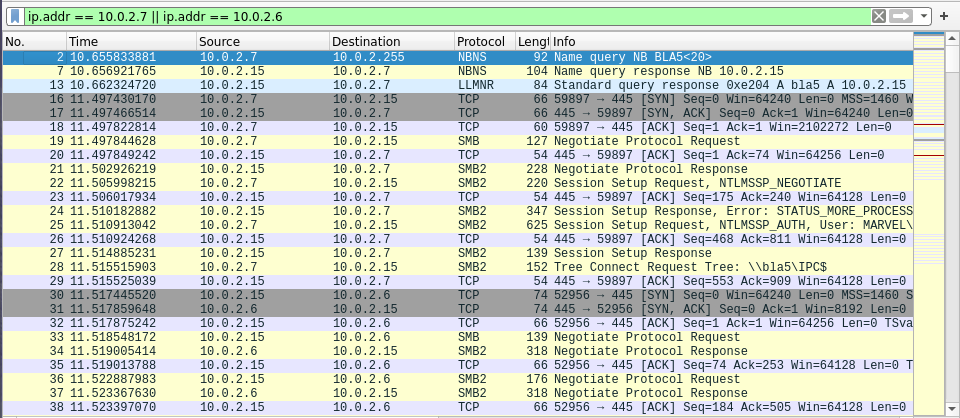 ip.addr == 10.0.2.7 || ip.addr == 10.0.2.6
No. Time Source Destination Protocol Lengt Info
2 10.655833881 10.0.2.7 10.0.2.255 NBNS 92 Name query NB BLA5<20>
7 10.656921765 10.0.2.15 10.0.2.7 NBNS 104 Name query response NB 10.0.2.15
13 10.662324720 10.0.2.15 10.0.2.7 LLMNR 84 Standard query response 0xe204 A bla5 A 10.0.2.15
16 11.497430170 10.0.2.7 10.0.2.15 TCP 66 59897 → 445 [SYN] Seq=0 Win=64240 Len=0 MSS=1460 W
17 11.497466514 10.0.2.15 10.0.2.7 TCP 66 445 → 59897 [SYN, ACK] Seq=0 Ack=1 Win=64240 Len=0
18 11.497822814 10.0.2.7 10.0.2.15 TCP 60 59897 → 445 [ACK] Seq=1 Ack=1 Win=2102272 Len=0
19 11.497844628 10.0.2.7 10.0.2.15 SMB 127 Negotiate Protocol Request
20 11.497849242 10.0.2.15 10.0.2.7 TCP 54 445 → 59897 [ACK] Seq=1 Ack=74 Win=64256 Len=0
21 11.502926219 10.0.2.15 10.0.2.7 SMB2 228 Negotiate Protocol Response
22 11.505998215 10.0.2.7 10.0.2.15 SMB2 220 Session Setup Request, NTLMSSP_NEGOTIATE
23 11.506017934 10.0.2.15 10.0.2.7 TCP 54 445 → 59897 [ACK] Seq=175 Ack=240 Win=64128 Len=0
24 11.510182882 10.0.2.15 10.0.2.7 SMB2 347 Session Setup Response, Error: STATUS_MORE_PROCESS
25 11.510913041 10.0.2.7 10.0.2.15 SMB2 625 Session Setup Request, NTLMSSP_AUTH, User: MARVEL\
26 11.510924268 10.0.2.15 10.0.2.7 TCP 54 445 → 59897 [ACK] Seq=468 Ack=811 Win=64128 Len=0
27 11.514885231 10.0.2.15 10.0.2.7 SMB2 139 Session Setup Response
28 11.515515903 10.0.2.7 10.0.2.15 SMB2 152 Tree Connect Request Tree: \\bla5\IPC$
29 11.515525039 10.0.2.15 10.0.2.7 TCP 54 445 → 59897 [ACK] Seq=553 Ack=909 Win=64128 Len=0
30 11.517445520 10.0.2.15 10.0.2.6 TCP 74 52956 → 445 [SYN] Seq=0 Win=64240 Len=0 MSS=1460 S
31 11.517859648 10.0.2.6 10.0.2.15 TCP 74 445 → 52956 [SYN, ACK] Seq=0 Ack=1 Win=8192 Len=0
32 11.517875242 10.0.2.15 10.0.2.6 TCP 66 52956 → 445 [ACK] Seq=1 Ack=1 Win=64256 Len=0 TSva
33 11.518548172 10.0.2.15 10.0.2.6 SMB 139 Negotiate Protocol Request
34 11.519005414 10.0.2.6 10.0.2.15 SMB2 318 Negotiate Protocol Response
35 11.519013788 10.0.2.15 10.0.2.6 TCP 66 52956 → 445 [ACK] Seq=74 Ack=253 Win=64128 Len=0 T
36 11.522887983 10.0.2.15 10.0.2.6 SMB2 176 Negotiate Protocol Request
37 11.523367630 10.0.2.6 10.0.2.15 SMB2 318 Negotiate Protocol Response
38 11.523397070 10.0.2.15 10.0.2.6 TCP 66 52956 → 445 [ACK] Seq=184 Ack=505 Win=64128 Len=0